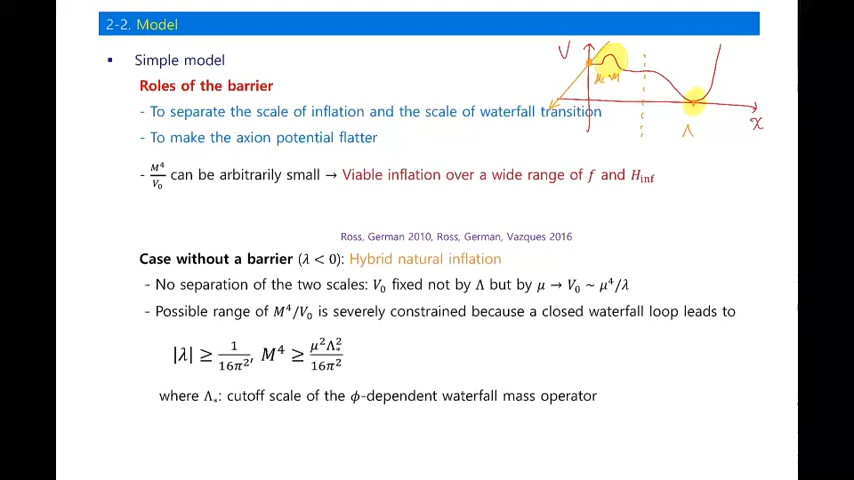 2-2. Model
▪ Simple model
Roles of the barrier
- To separate the scale of inflation and the scale of waterfall transition
- To make the axion potential flatter
- M⁴/V₀ can be arbitrarily small → Viable inflation over a wide range of f and H_inf
Ross, German 2010, Ross, German, Vazques 2016
Case without a barrier (λ < 0): Hybrid natural inflation
- No separation of the two scales: V₀ fixed not by Λ but by μ → V₀ ~ μ⁴/λ
- Possible range of M⁴/V₀ is severely constrained because a closed waterfall loop leads to
|λ| ≥ 1/16π², M⁴ ≥ μ²Λ*²/16π²
where Λ*: cutoff scale of the ϕ-dependent waterfall mass operator
V
Λ
χ